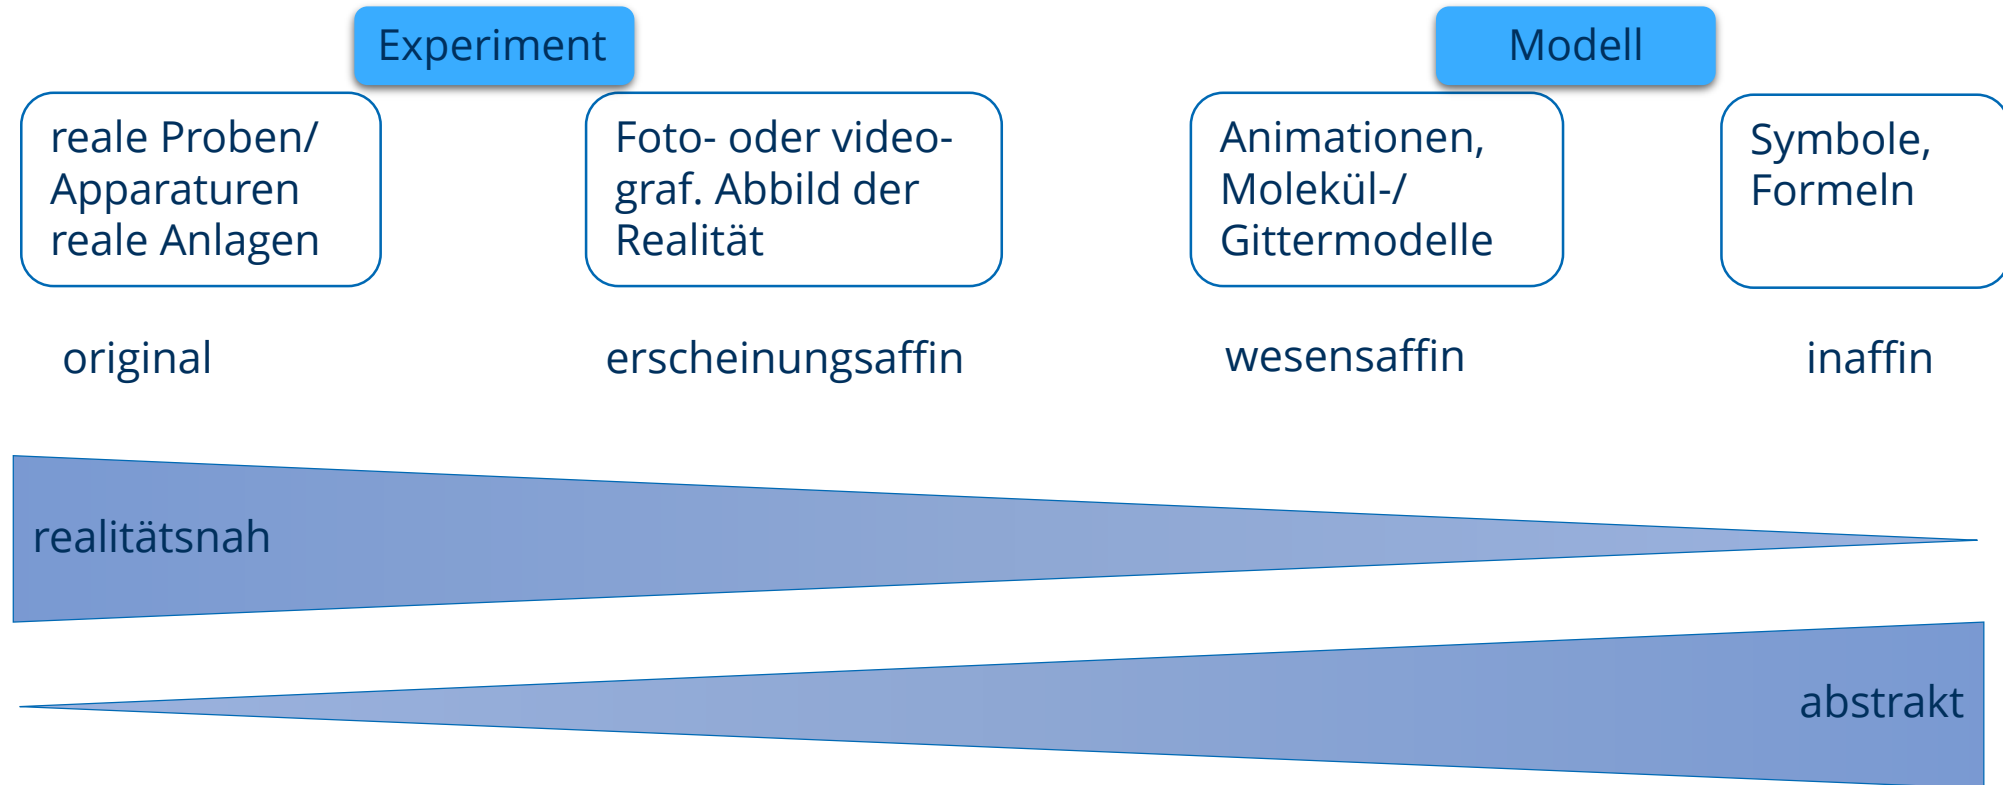 Experiment
Modell
reale Proben/
Apparaturen
reale Anlagen
Foto- oder video-
graf. Abbild der
Realität
Animationen,
Molekül-/
Gittermodelle
Symbole,
Formeln
original
erscheinungsaffin
wesensaffin
inaffin
realitätsnah
abstrakt